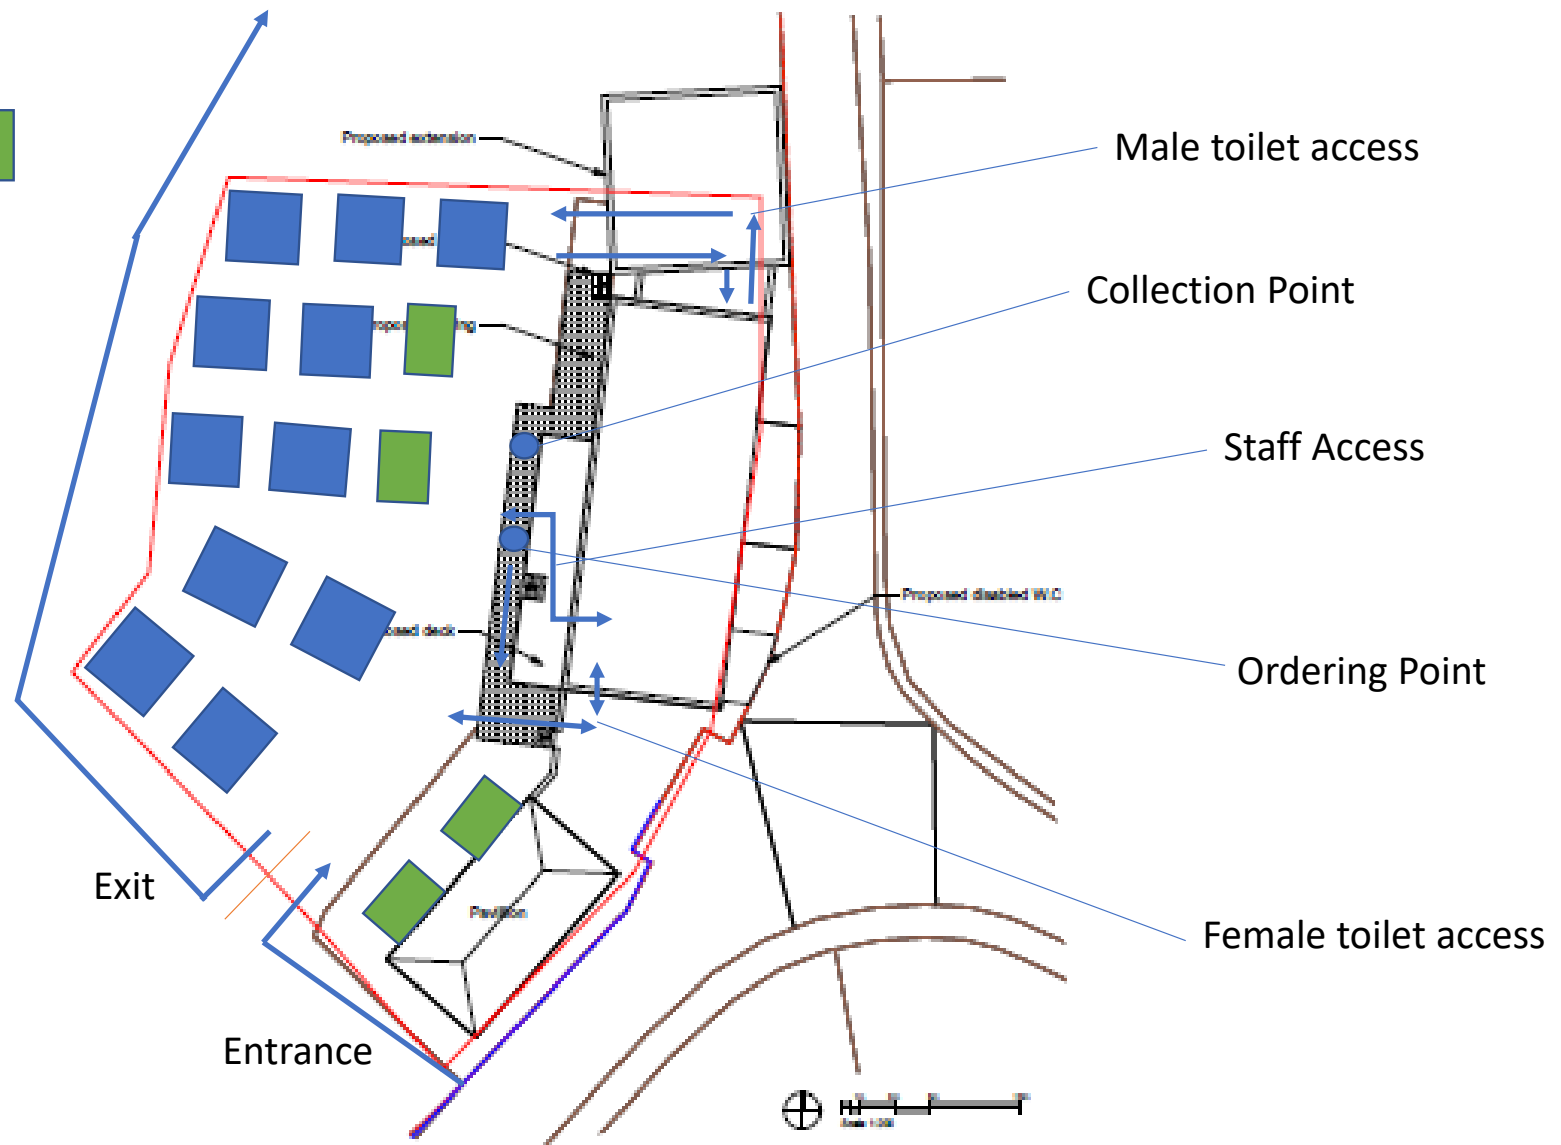 Proposed extension
Male toilet access
Collection Point
Staff Access
Proposed disabled W.C
deck
Ordering Point
Exit
Pavilion
Female toilet access
Entrance